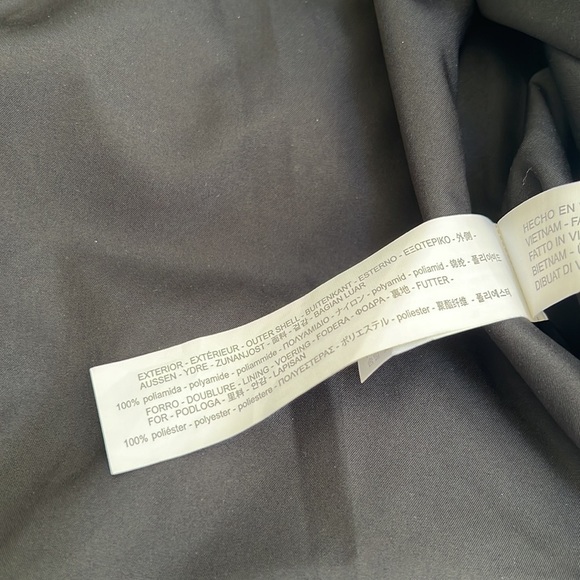 EXTERIOR - EXTÉRIEUR - OUTER SHELL - BUITENKANT - ESTERNO - ΕΞΩΤΕΡΙΚΟ - 外側 -
AUSSEN - YDRE - ZUNANJOST - 面料 - 겉감 - BAGIAN LUAR
100% poliamida - polyamide - poliammide - ΠΟΛΥΑΜΙΔΙΟ - ナイロン - polyamid - poliamid - 锦纶 - 폴리아미드
FORRO - DOUBLURE - LINING - VOERING - FODERA - ΦΟΔΡΑ - 裏地 - FUTTER -
FOR - PODLOGA - 里料 - 안감 - APISAN
100% poliéster - polyester - poliestere - ΠΟΛΥΕΣΤΕΡΑΣ - ポリエステル - poliester - 聚酯纤维 - 폴리에스터
HECHO EN
VIETNAM - FA
FATTO IN VI
BIETNAM -
DIBUAT DI